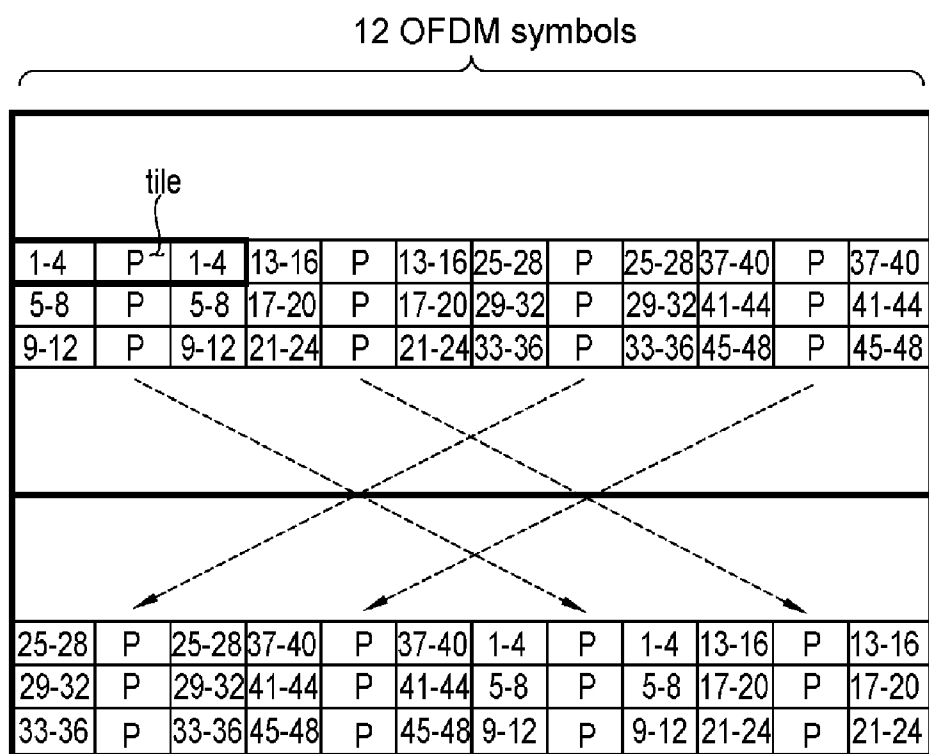 12 OFDM symbols
tile
1-4 P 1-4 13-16 P 13-16 25-28 P 25-28 37-40 P 37-40
5-8 P 5-8 17-20 P 17-20 29-32 P 29-32 41-44 P 41-44
9-12 P 9-12 21-24 P 21-24 33-36 P 33-36 45-48 P 45-48
25-28 P 25-28 37-40 P 37-40 1-4 P 1-4 13-16 P 13-16
29-32 P 29-32 41-44 P 41-44 5-8 P 5-8 17-20 P 17-20
33-36 P 33-36 45-48 P 45-48 9-12 P 9-12 21-24 P 21-24